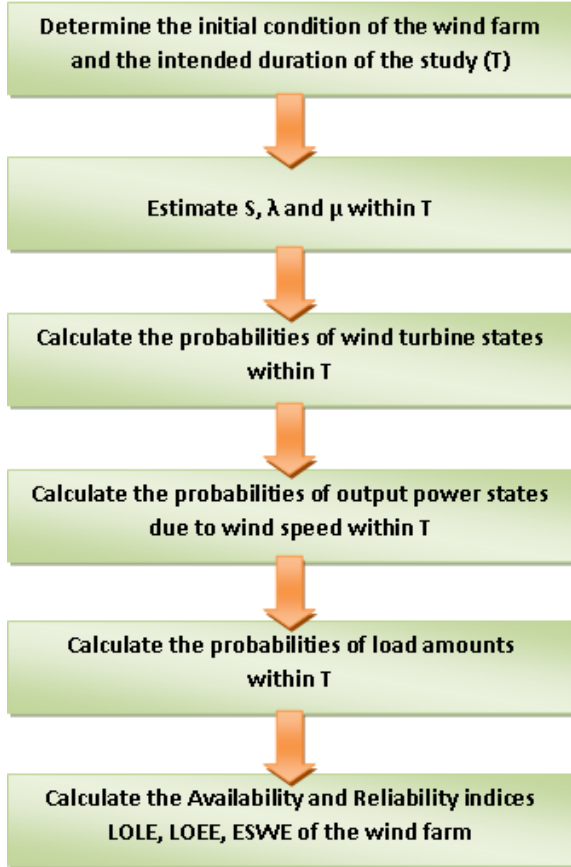 Determine the initial condition of the wind farm
and the intended duration of the study (T)
Estimate S, λ and μ within T
Calculate the probabilities of wind turbine states
within T
Calculate the probabilities of output power states
due to wind speed within T
Calculate the probabilities of load amounts
within T
Calculate the Availability and Reliability indices
LOLE, LOEE, ESWE of the wind farm